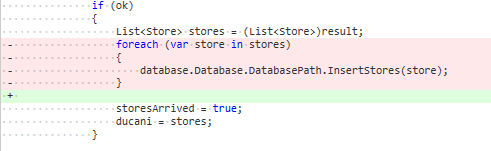 if (ok)
{
List<Store> stores = (List<Store>)result;
- foreach (var store in stores)
- {
- database.Database.DatabasePath.InsertStores(store);
- }
+
storesArrived = true;
ducani = stores;
}